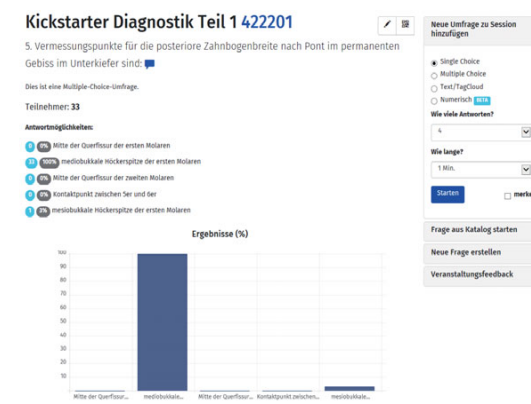 Kickstarter Diagnostik Teil 1 422201
5. Vermessungspunkte für die posteriore Zahnbogenbreite nach Pont im permanenten
Gebiss im Unterkiefer sind:
Dies ist eine Multiple-Choice-Umfrage.
Teilnehmer: 33
Antwortmöglichkeiten:
0 0% Mitte der Querfissur der ersten Molaren
33 100% mediobukkale Höckerspitze der ersten Molaren
0 0% Mitte der Querfissur der zweiten Molaren
0 0% Kontaktpunkt zwischen 5er und 6er
1 3% mesiobukkale Höckerspitze der ersten Molaren
Ergebnisse (%)
100
90
80
70
60
50
40
30
20
10
Mitte der Querfissur...
mediobukkale...
Mitte der Querfissur...
Kontaktpunkt zwischen...
mesiobukkale...
Neue Umfrage zu Session
hinzufügen
Single Choice
Multiple Choice
Text/TagCloud
Numerisch BETA
Wie viele Antworten?
4
Wie lange?
1 Min.
Starten
merke
Frage aus Katalog starten
Neue Frage erstellen
Veranstaltungsfeedback